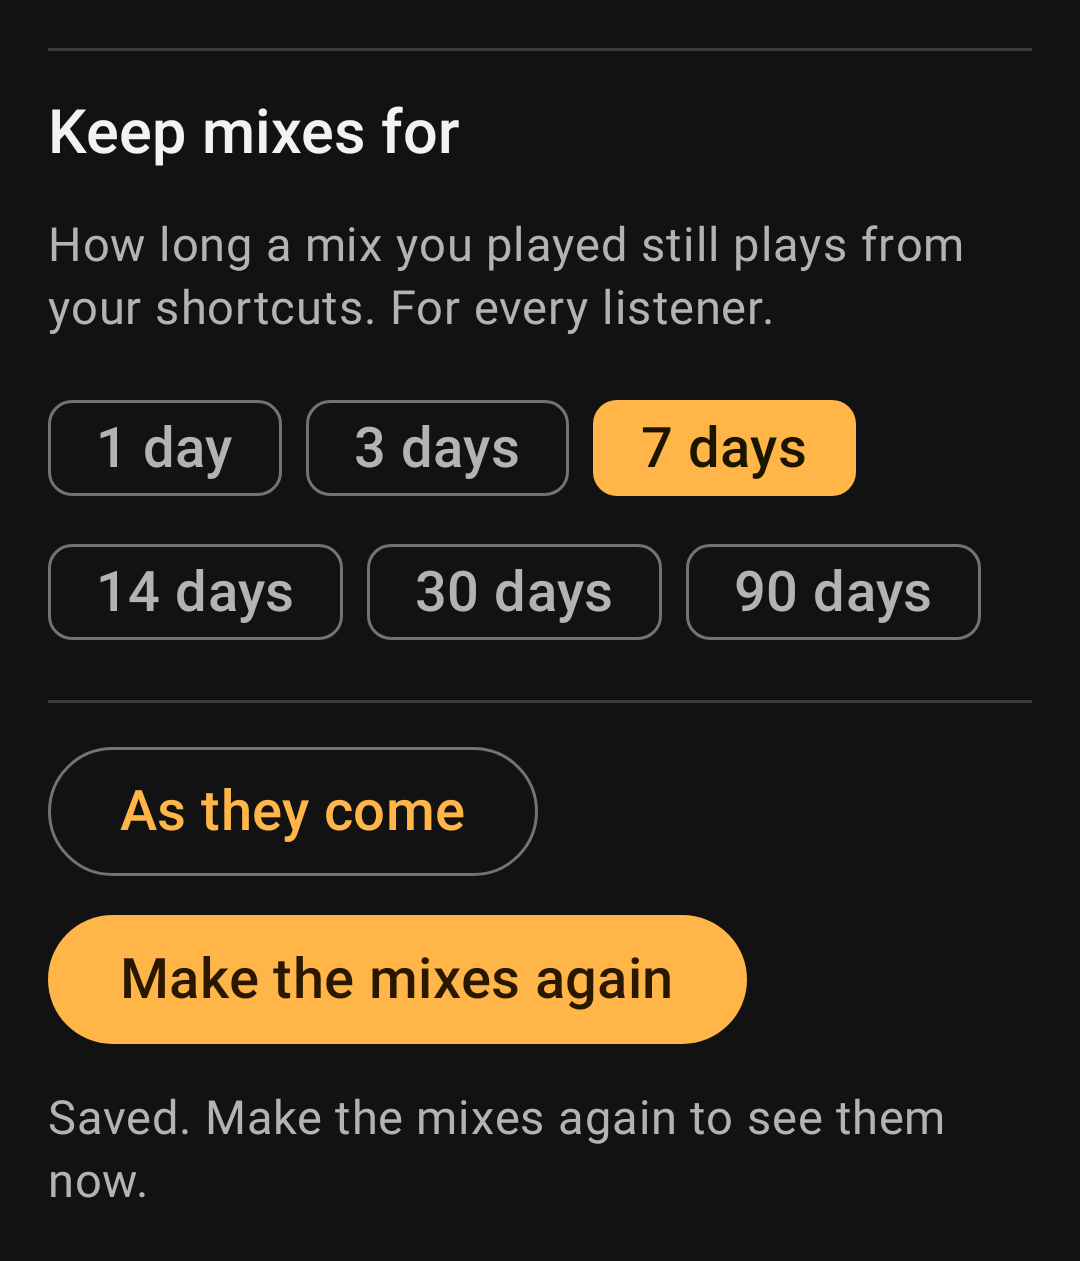 Keep mixes for
How long a mix you played still plays from
your shortcuts. For every listener.
1 day 3 days 7 days
14 days 30 days 90 days
As they come
Make the mixes again
Saved. Make the mixes again to see them
now.